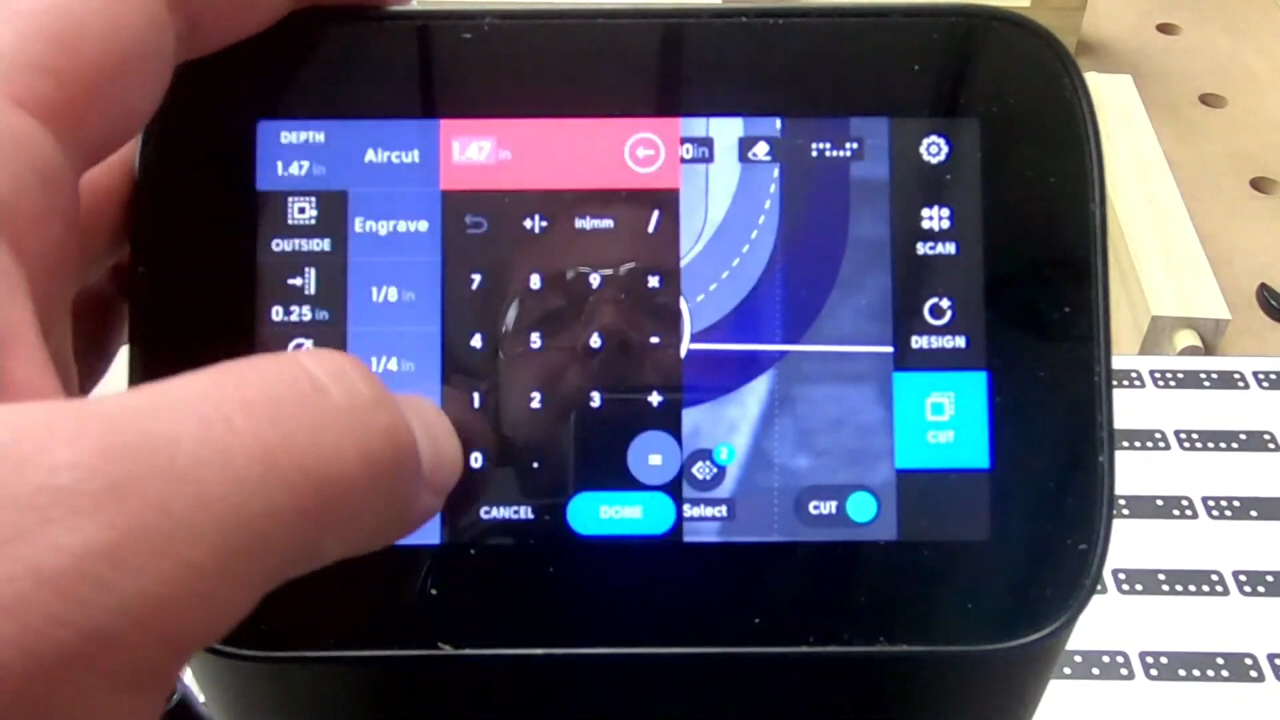 DEPTH
1.47 in
Aircut
1.47 in
0in
OUTSIDE
Engrave
in|mm
/
SCAN
0.25 in
1/8 in
7 8 9 ×
1/4 in
4 5 6 -
DESIGN
1 2 3 +
CUT
0 . =
2
CANCEL
DONE
Select
CUT